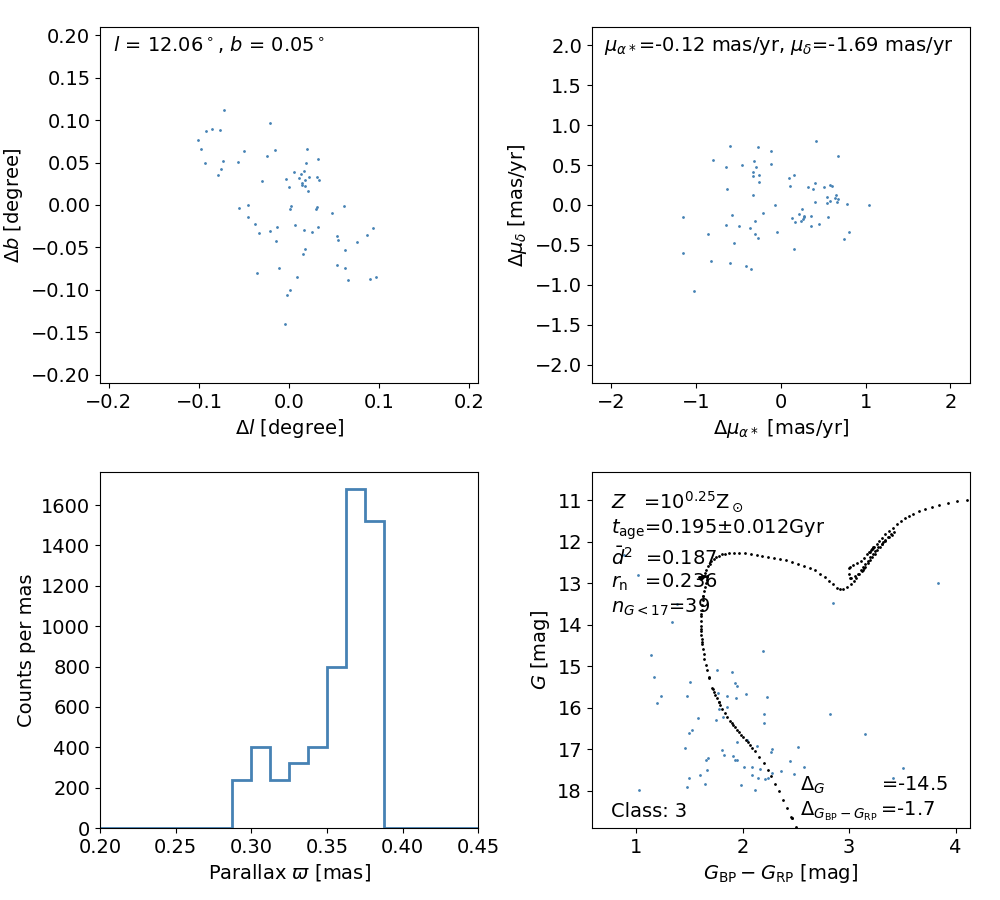 l = 12.06°, b = 0.05°
0.20
0.15
0.10
0.05
0.00
−0.05
−0.10
−0.15
−0.20
Δb [degree]
−0.2 −0.1 0.0 0.1 0.2
Δl [degree]
μα∗=-0.12 mas/yr, μδ=-1.69 mas/yr
2.0
1.5
1.0
0.5
0.0
−0.5
−1.0
−1.5
−2.0
Δμδ [mas/yr]
−2 −1 0 1 2
Δμα∗ [mas/yr]
1600
1400
1200
1000
800
600
400
200
0
Counts per mas
0.20 0.25 0.30 0.35 0.40 0.45
Parallax ϖ [mas]
Z =10^0.25 Z⊙
t_age=0.195±0.012Gyr
d̄² =0.187
r_n =0.236
n_G<17=39
11
12
13
14
15
16
17
18
G [mag]
Δ_G =-14.5
Δ_GBP−GRP =-1.7
Class: 3
1 2 3 4
G_BP − G_RP [mag]